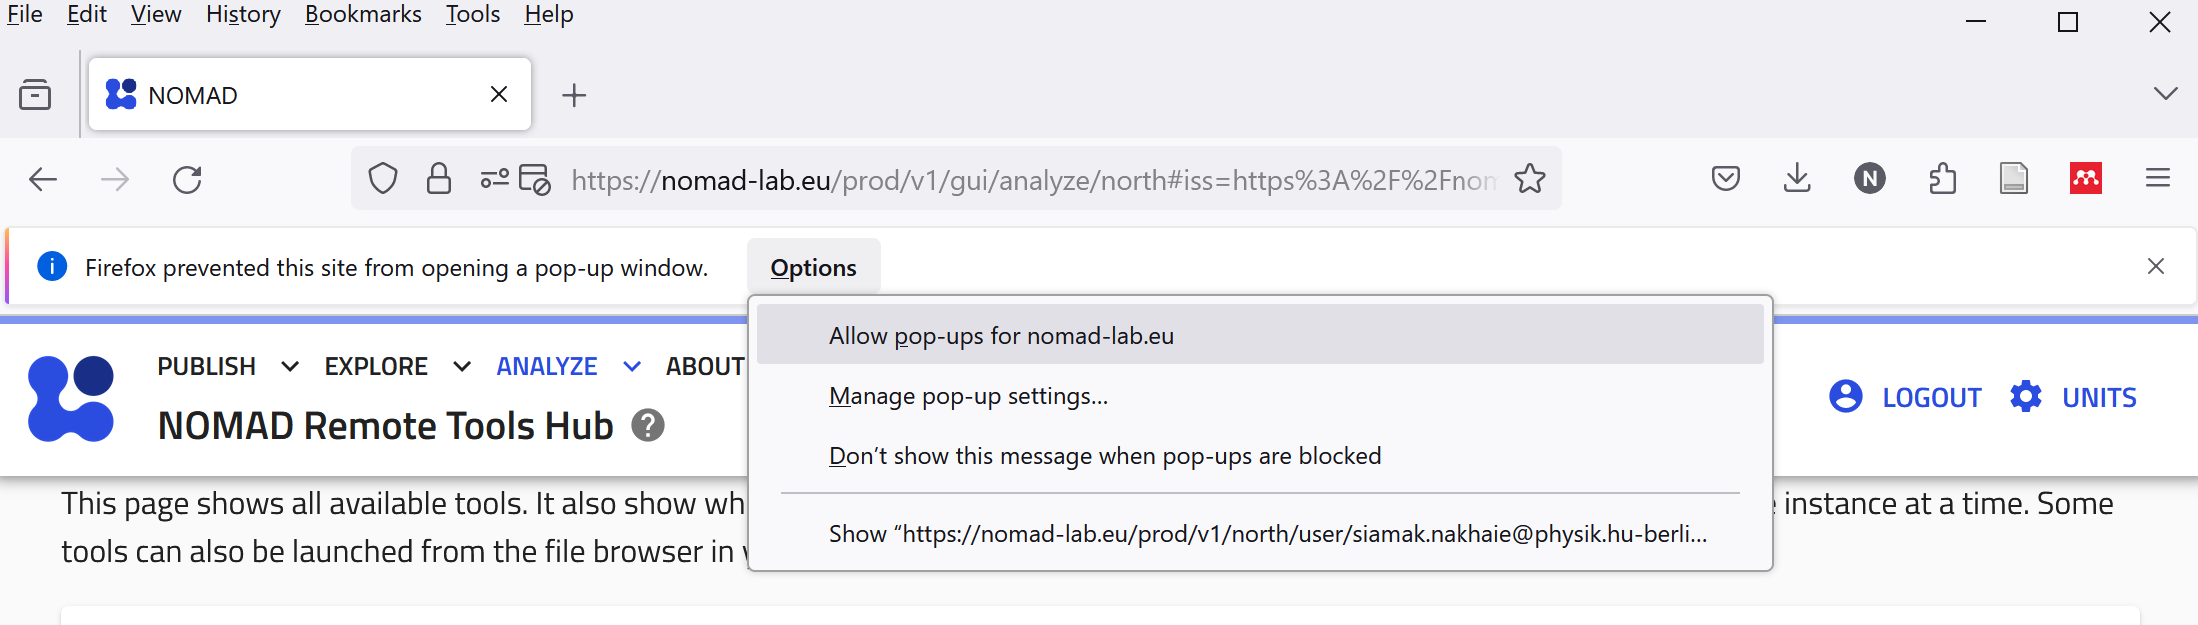 File Edit View History Bookmarks Tools Help
NOMAD
https://nomad-lab.eu/prod/v1/gui/analyze/north#iss=https%3A%2F%2Fnom
N
Firefox prevented this site from opening a pop-up window. Options
Allow pop-ups for nomad-lab.eu
Manage pop-up settings...
Don’t show this message when pop-ups are blocked
Show “https://nomad-lab.eu/prod/v1/north/user/siamak.nakhaie@physik.hu-berli...
PUBLISH EXPLORE ANALYZE ABOUT
NOMAD Remote Tools Hub ?
LOGOUT UNITS
This page shows all available tools. It also show wh instance at a time. Some
tools can also be launched from the file browser in